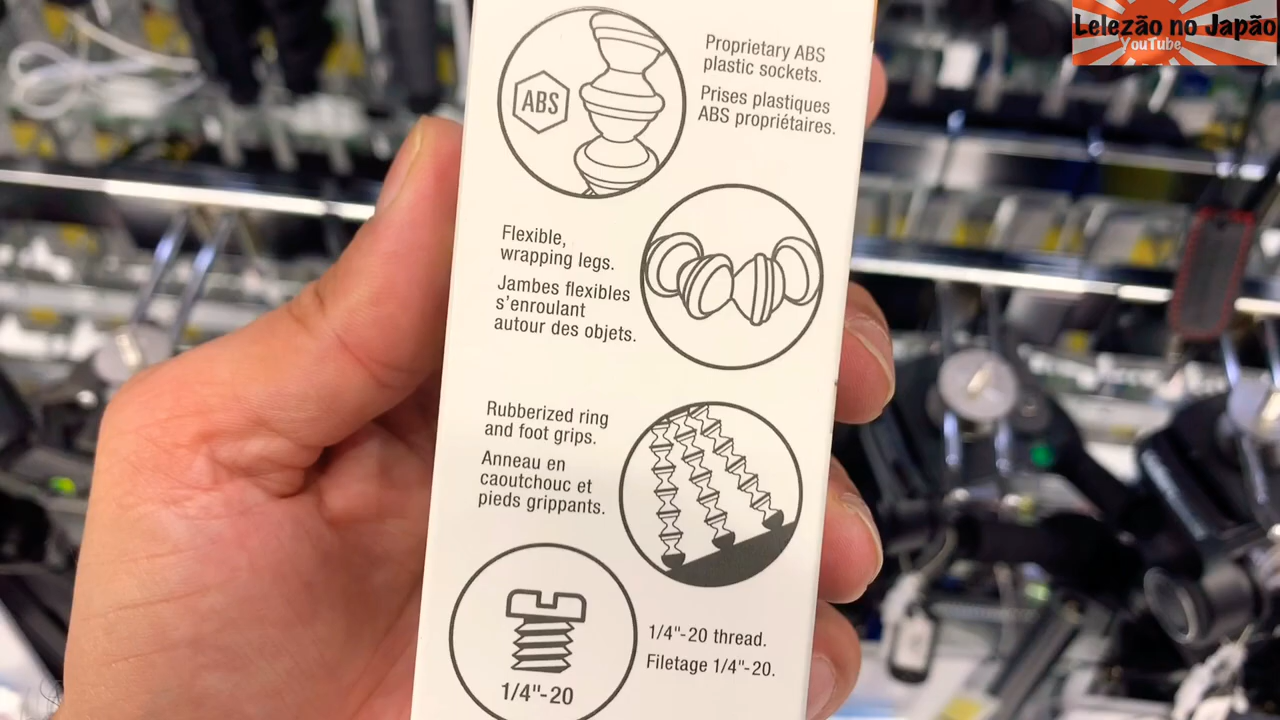 Lelezão no Japão
YouTube
ABS
Proprietary ABS
plastic sockets.
Prises plastiques
ABS propriétaires.
Flexible,
wrapping legs.
Jambes flexibles
s'enroulant
autour des objets.
Rubberized ring
and foot grips.
Anneau en
caoutchouc et
pieds grippants.
1/4"-20
1/4"-20 thread.
Filetage 1/4"-20.